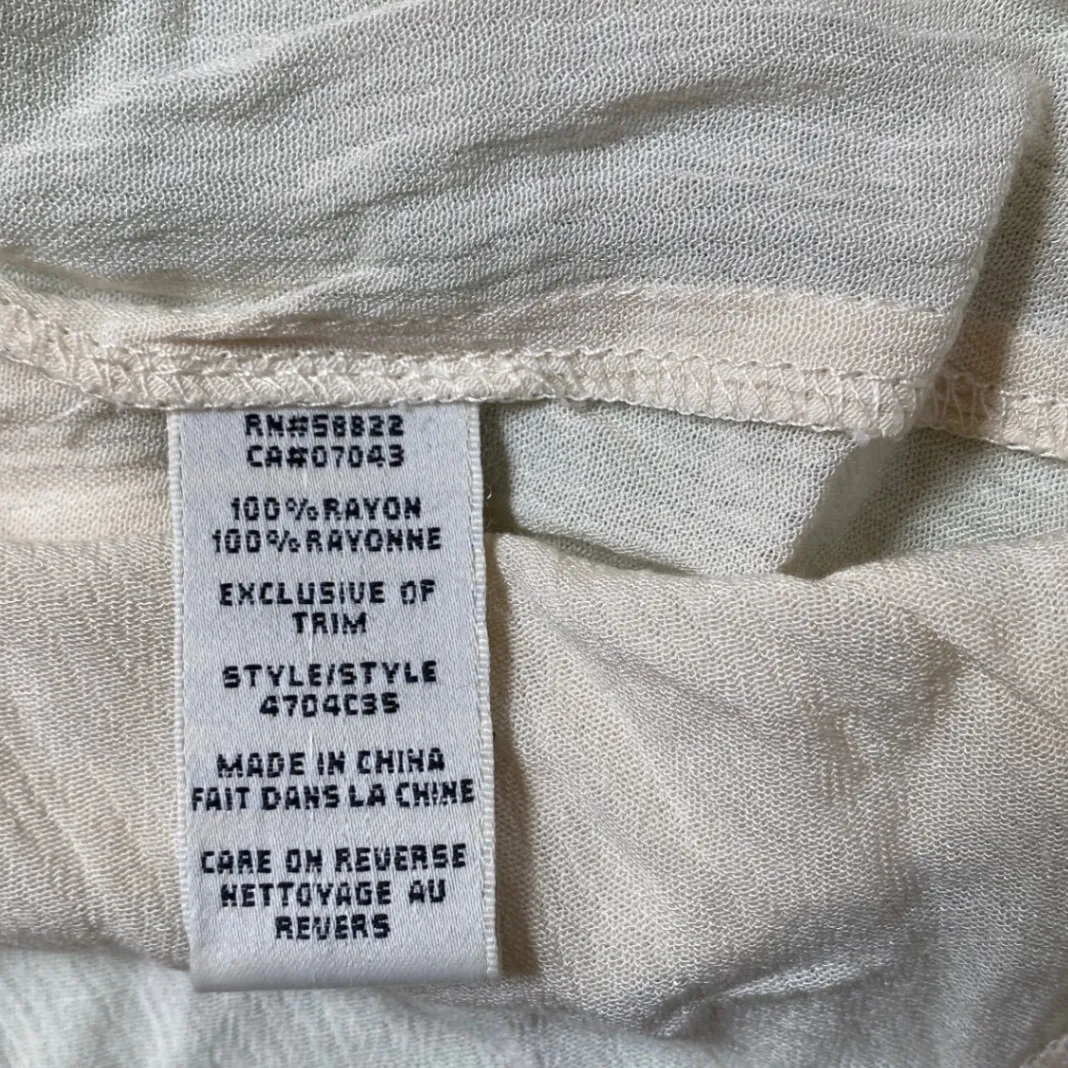 RN#58822
CA#07043
100%RAYON
100%RAYONNE
EXCLUSIVE OF
TRIM
STYLE/STYLE
4704C35
MADE IN CHINA
FAIT DANS LA CHINE
CARE ON REVERSE
NETTOYAGE AU
REVERS